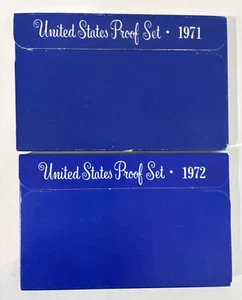 United States Proof Set • 1971
United States Proof Set • 1972